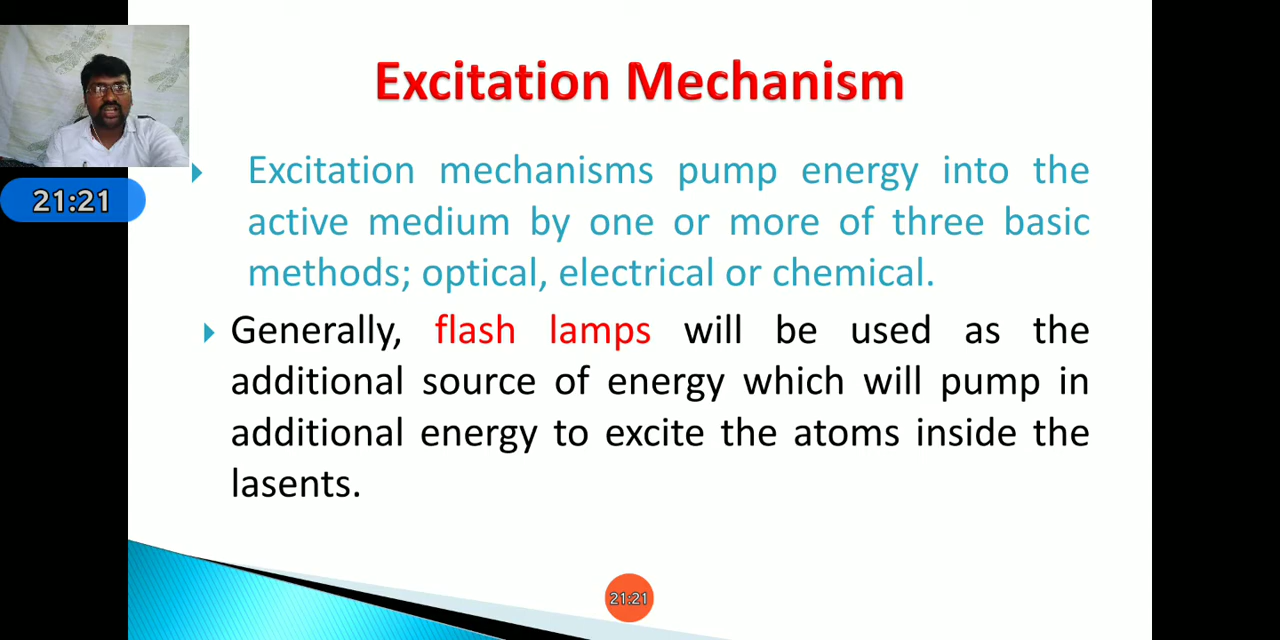 Excitation Mechanism
Excitation mechanisms pump energy into the
21:21
active medium by one or more of three basic
methods; optical, electrical or chemical.
Generally, flash lamps will be used as the
additional source of energy which will pump in
additional energy to excite the atoms inside the
lasents.
21:21